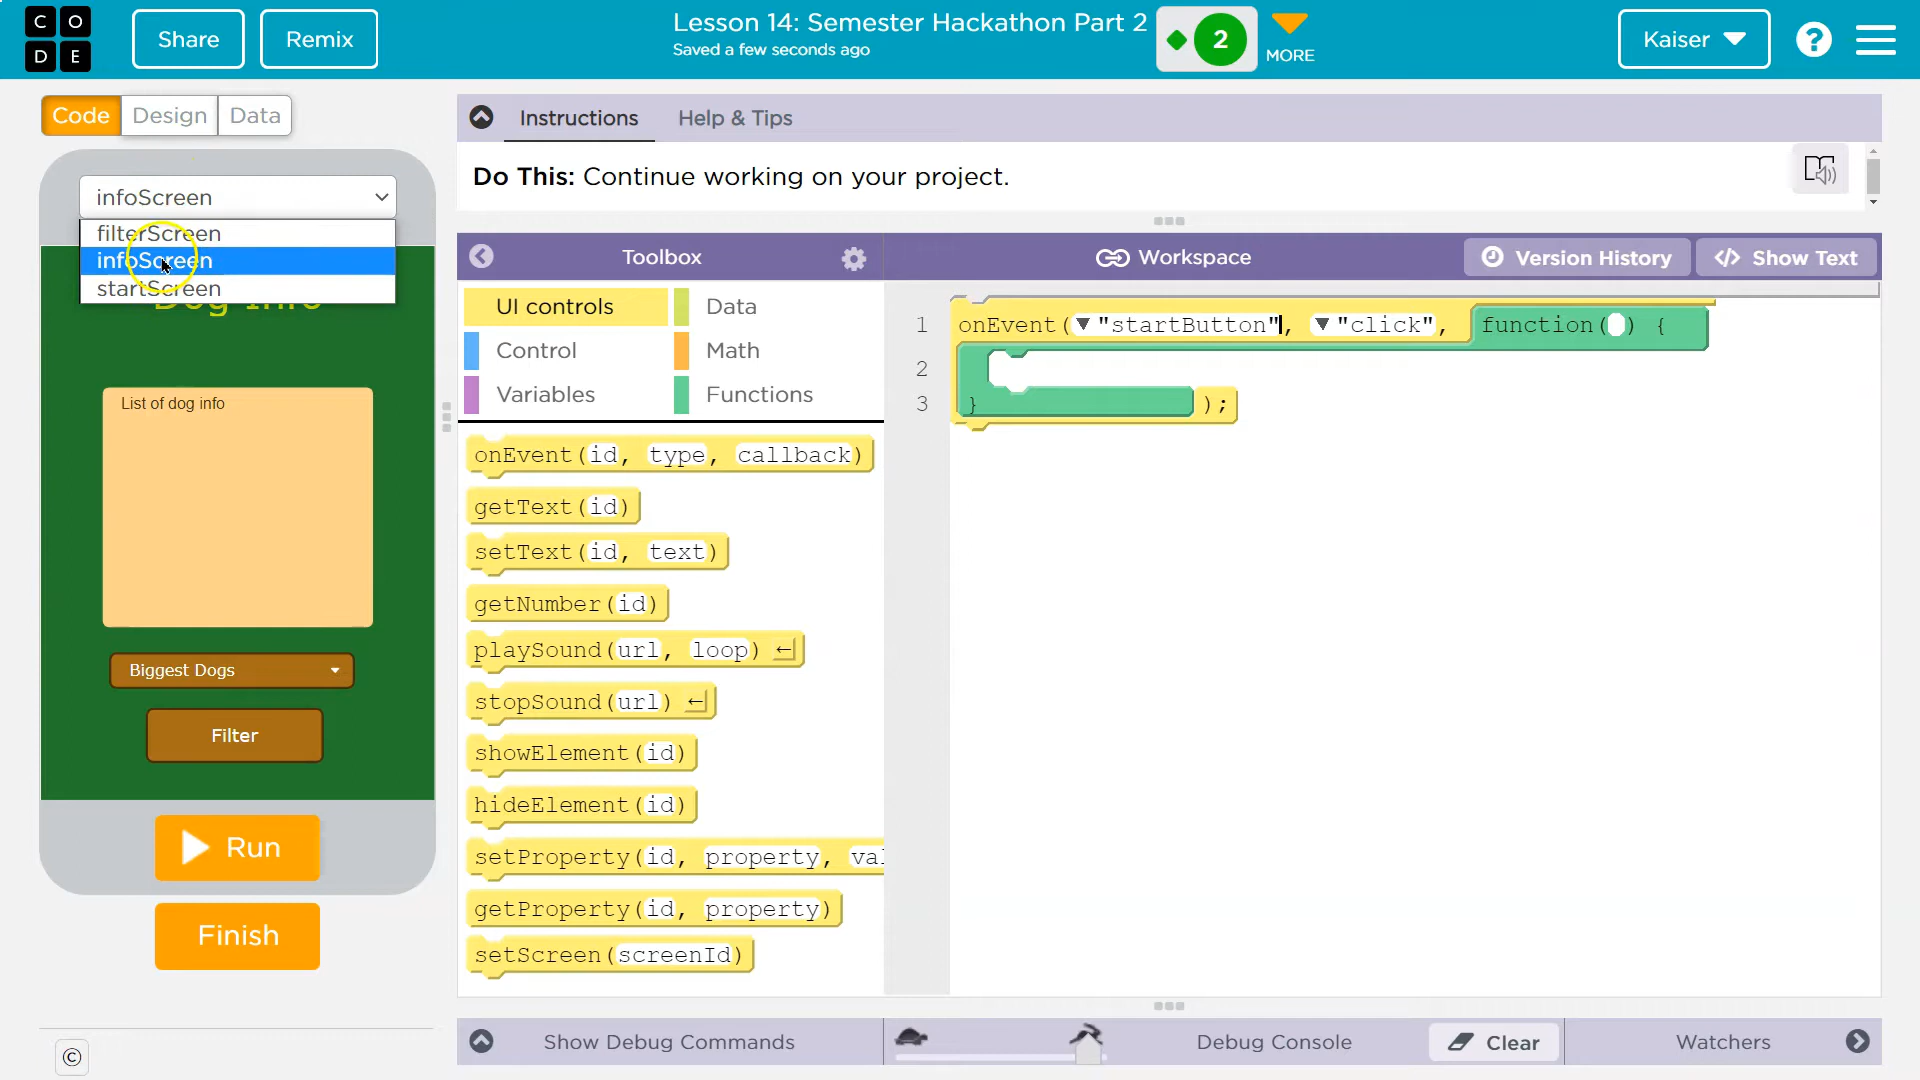 CODE
Share
Remix
Lesson 14: Semester Hackathon Part 2
Saved a few seconds ago
2
MORE
Kaiser
?
Code
Design
Data
Instructions
Help & Tips
Do This: Continue working on your project.
infoScreen
filterScreen
infoScreen
startScreen
Dog Info
List of dog info
Biggest Dogs
Filter
Run
Finish
©
Toolbox
Workspace
Version History
</> Show Text
UI controls
Data
Control
Math
Variables
Functions
onEvent(id, type, callback)
getText(id)
setText(id, text)
getNumber(id)
playSound(url, loop)
stopSound(url)
showElement(id)
hideElement(id)
setProperty(id, property, val
getProperty(id, property)
setScreen(screenId)
1 onEvent(▼"startButton", ▼"click", function() {
2
3 } );
Show Debug Commands
Debug Console
Clear
Watchers